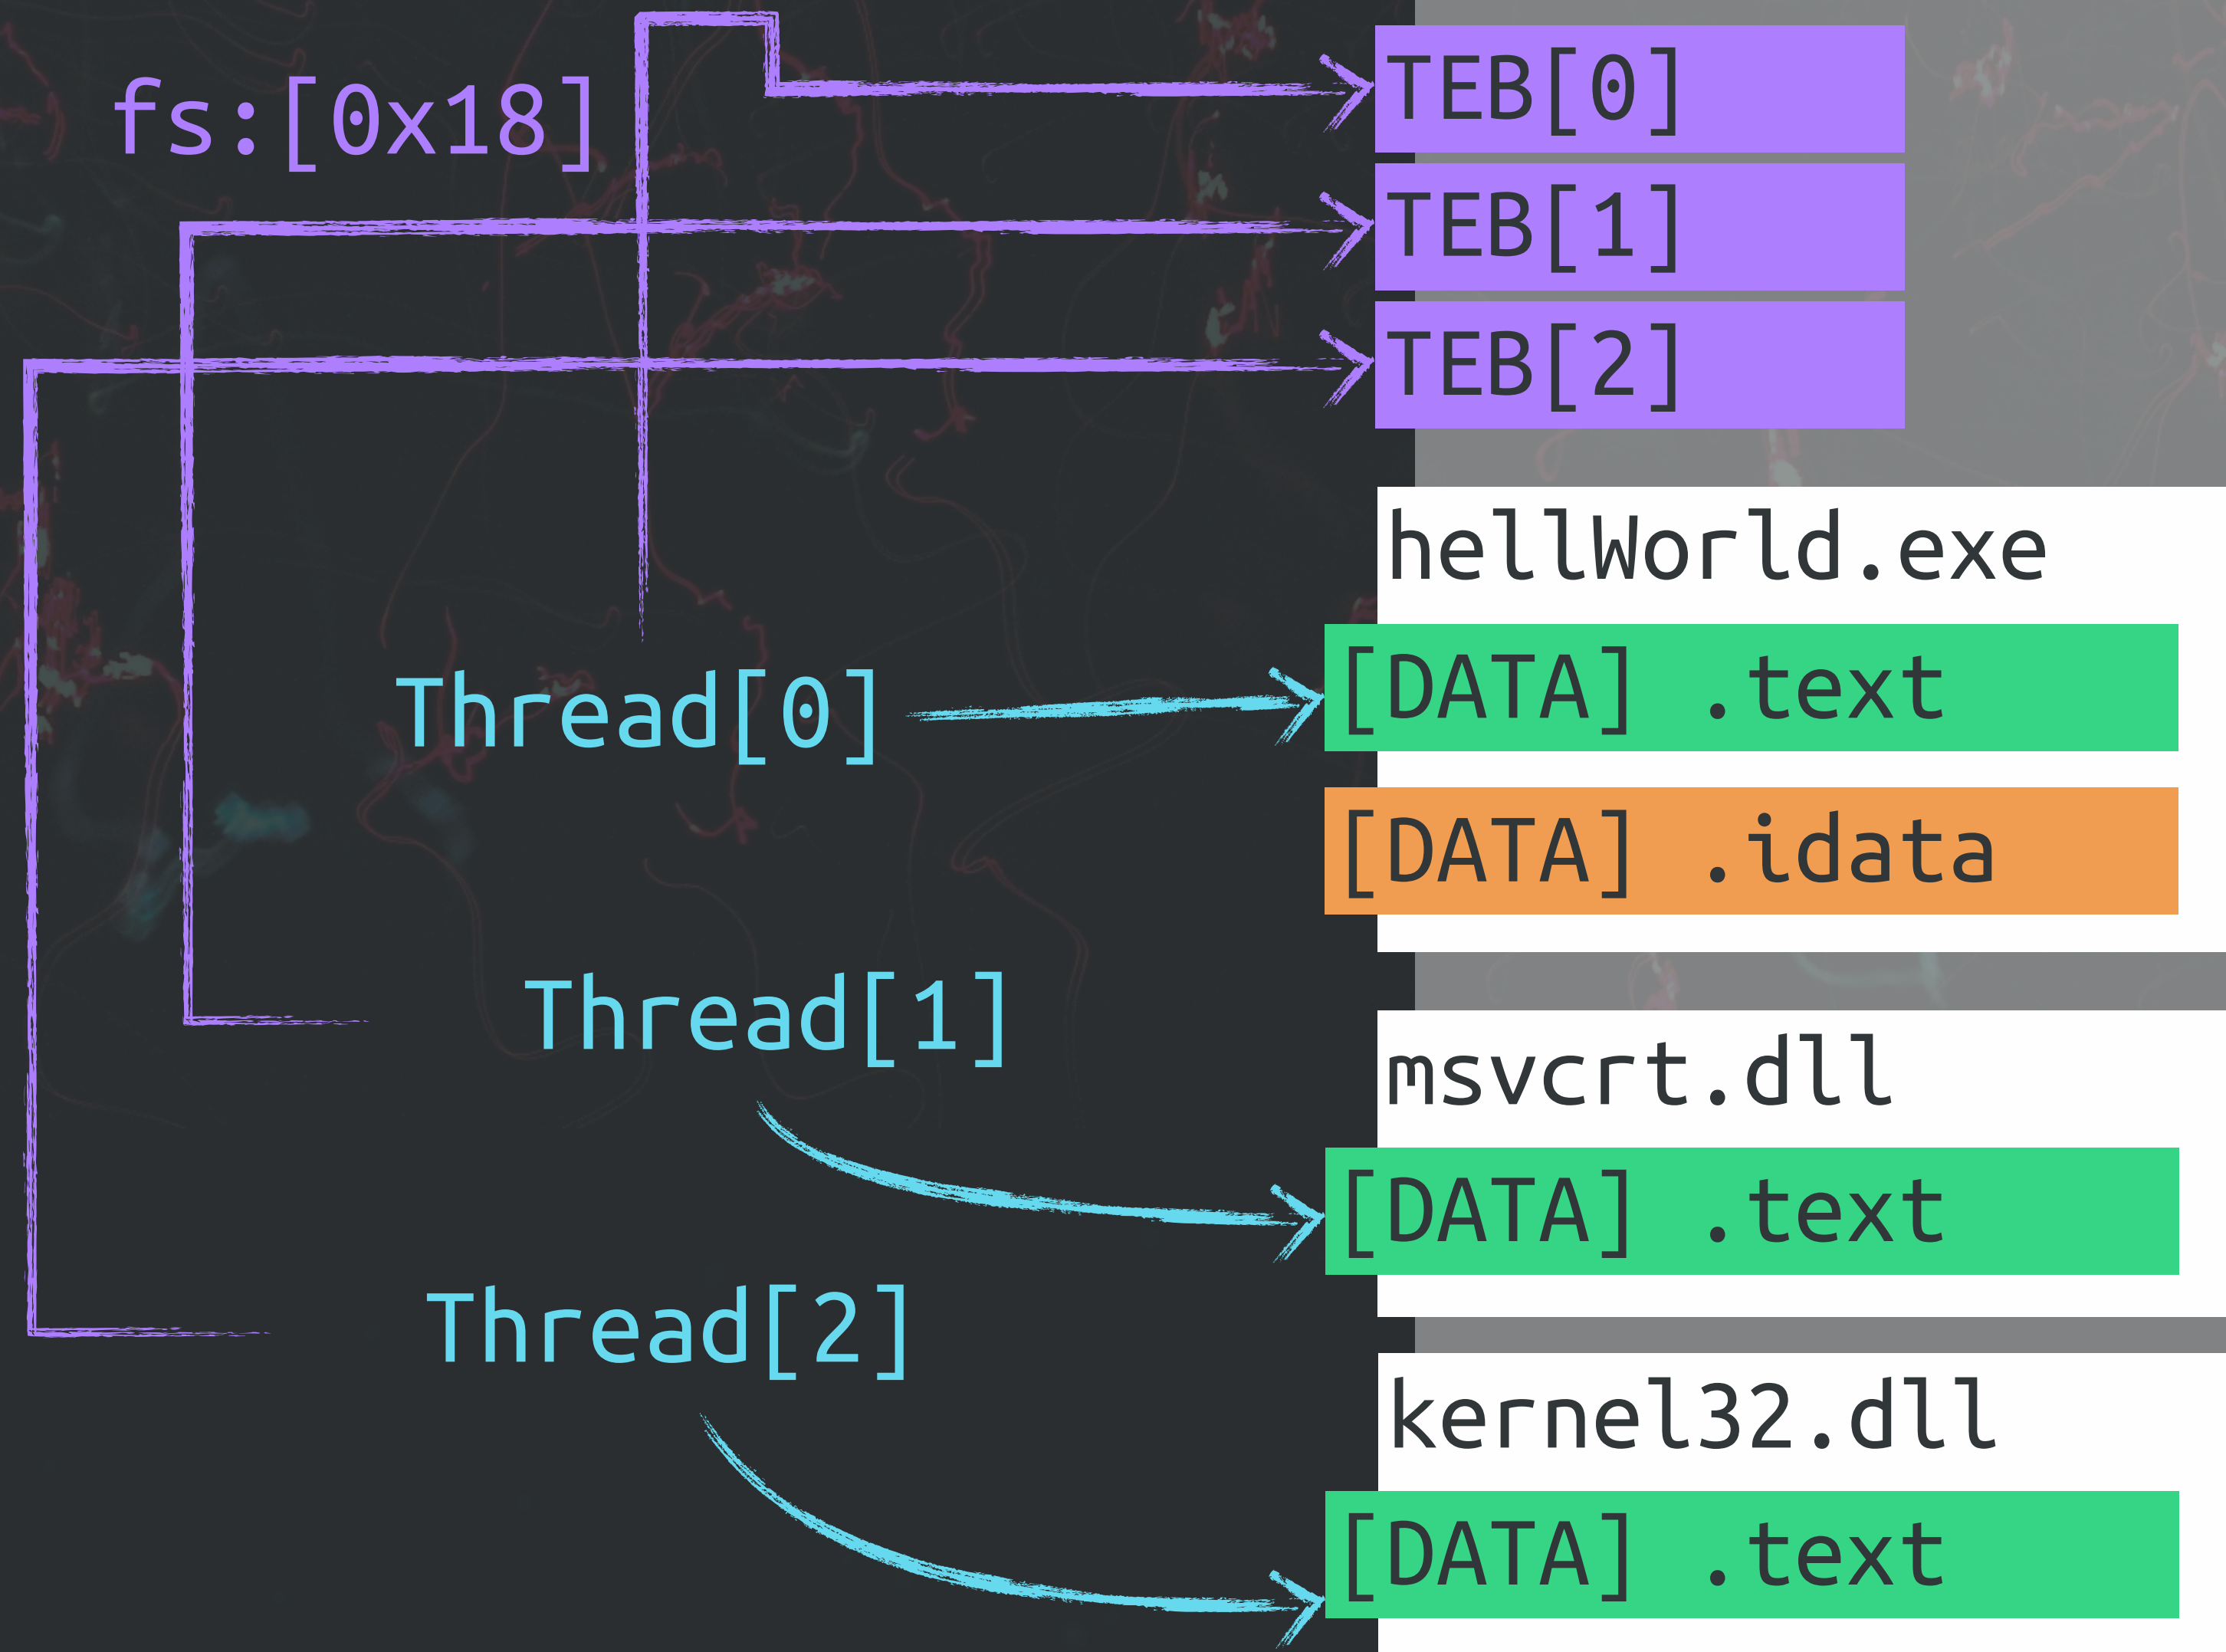 fs:[0x18]
TEB[0]
TEB[1]
TEB[2]
hellWorld.exe
Thread[0]
[DATA] .text
[DATA] .idata
Thread[1]
msvcrt.dll
[DATA] .text
Thread[2]
kernel32.dll
[DATA] .text